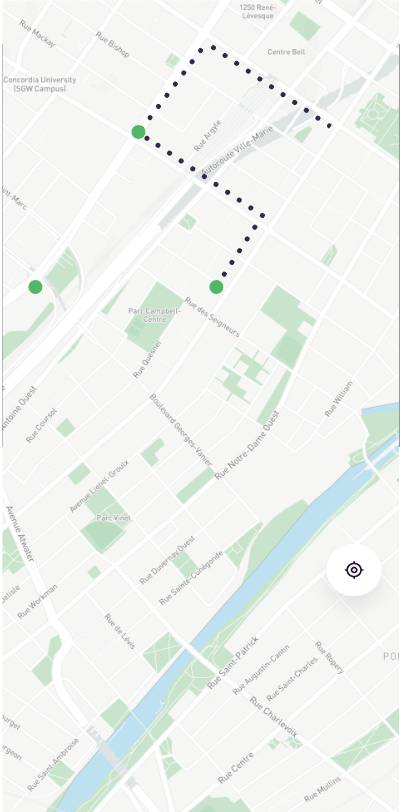 1250 René-
Lévesque
Rue Mackay
Rue Bishop
Centre Bell
Concordia University
(SGW Campus)
Rue Argyle
Autoroute Ville-Marie
int-Marc
Parc Campbell-
Centre
Rue des Seigneurs
Rue Quesnel
Antoine Ouest
Rue Coursol
Boulevard Georges-Vanier
Rue William
Rue Notre-Dame Ouest
Avenue Lionel-Groulx
Parc Vinet
Avenue Atwater
Rue Duvernay Ouest
Rue Sainte-Cunégonde
Delisle
Rue Workman
Rue de Lévis
Rue Saint-Patrick
Rue Augustin-Cantin
Rue Saint-Charles
Rue Ropery
POI
Rue Charlevoix
urget
urgeon
Rue Saint-Ambroise
Rue Centre
Rue Mullins